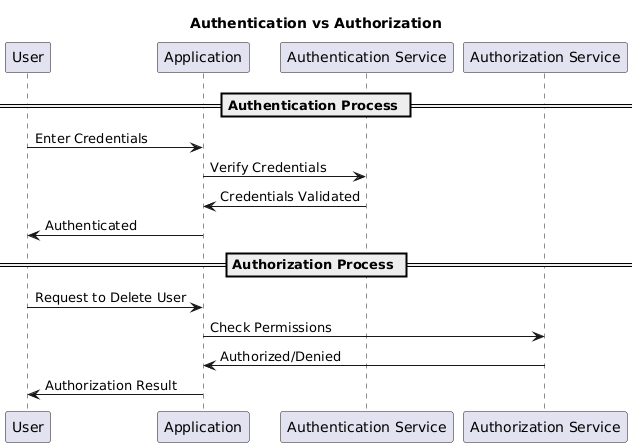 Authentication vs Authorization
User Application Authentication Service Authorization Service
Authentication Process
Enter Credentials
Verify Credentials
Credentials Validated
Authenticated
Authorization Process
Request to Delete User
Check Permissions
Authorized/Denied
Authorization Result
User Application Authentication Service Authorization Service